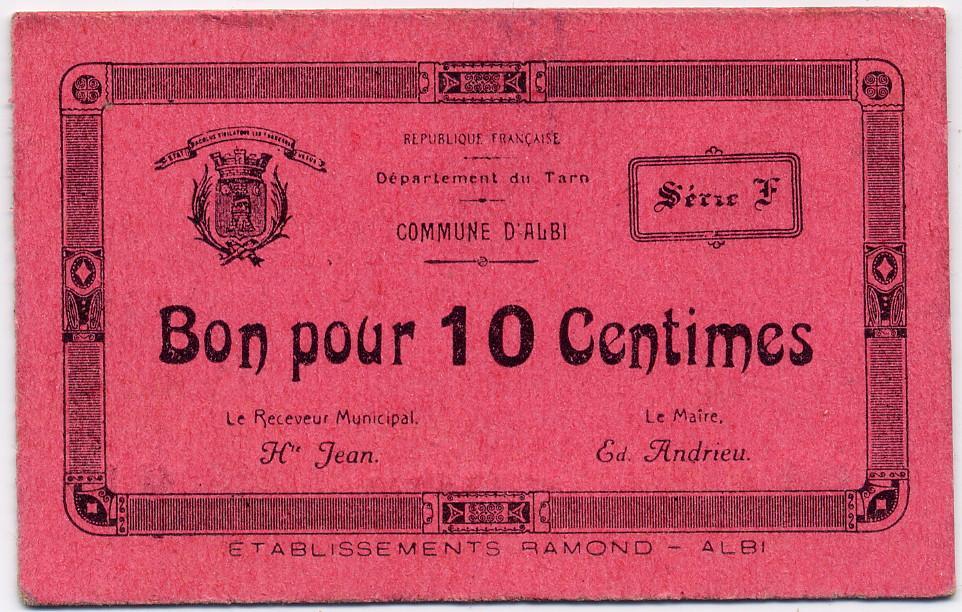 REPUBLIQUE FRANÇAISE
Département du Tarn
COMMUNE D'ALBI
Série F
Bon pour 10 Centimes
Le Receveur Municipal,
Hte Jean.
Le Maire,
Ed. Andrieu.
ETABLISSEMENTS RAMOND - ALBI